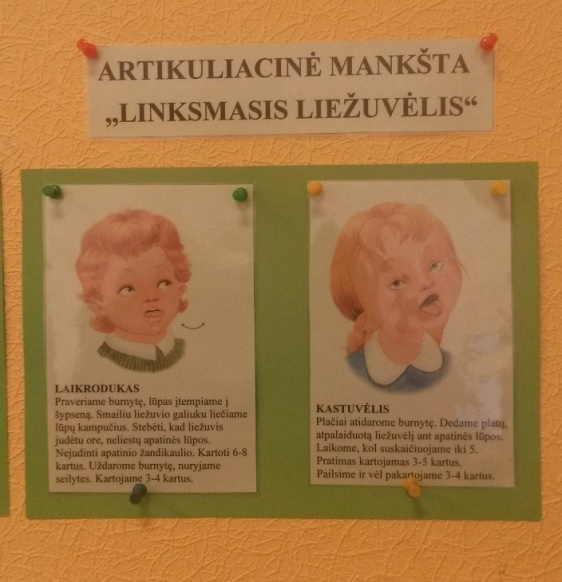 ARTIKULIACINĖ MANKŠTA
„LINKSMASIS LIEŽUVĖLIS“
LAIKRODUKAS
Praveriame burnytę, lūpas įtempiame į
šypseną. Smailiu liežuvio galiuku liečiame
lūpų kampučius. Stebėti, kad liežuvis
judėtu ore, neliestų apatinės lūpos.
Nejudinti apatinio žandikaulio. Kartoti 6-8
kartus. Uždarome burnytę, nuryjame
seilytes. Kartojame 3-4 kartus.
KASTUVĖLIS
Plačiai atidarome burnytę. Dedame platų,
atpalaiduotą liežuvėlį ant apatinės lūpos.
Laikome, kol suskaičiuojame iki 5.
Pratimas kartojamas 3-5 kartus.
Pailsime ir vėl pakartojame 3-4 kartus.